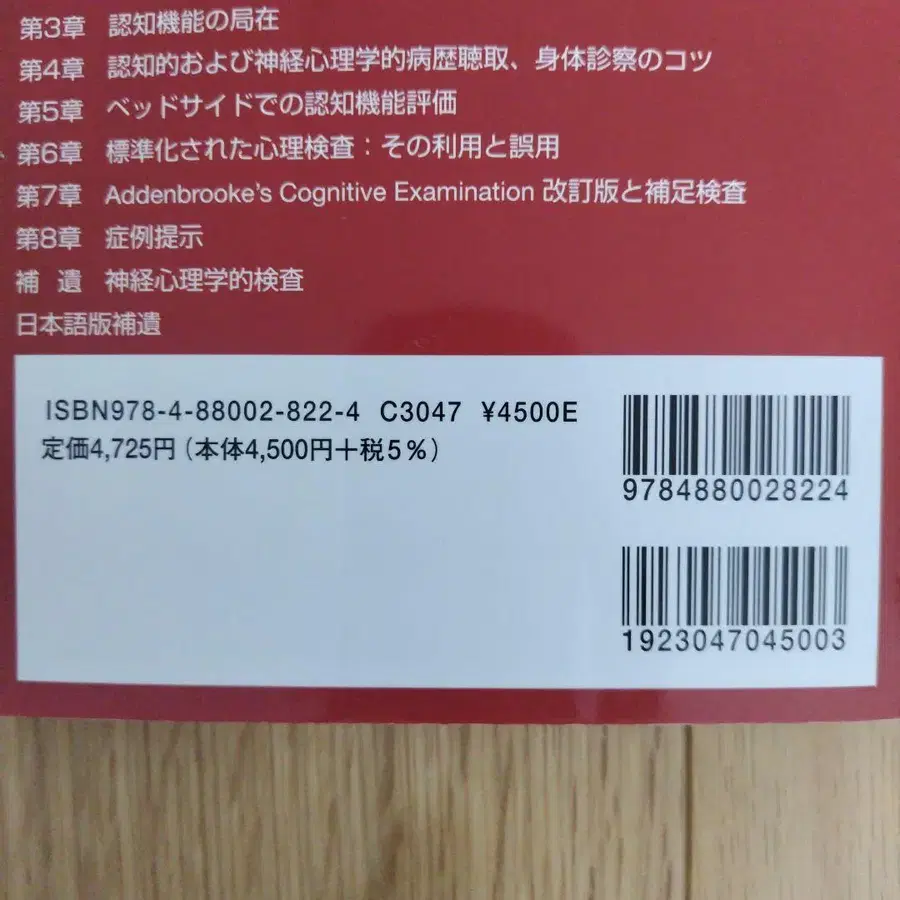 第3章 認知機能の局在
第4章 認知的および神経心理学的病歴聴取、身体診察のコツ
第5章 ベッドサイドでの認知機能評価
第6章 標準化された心理検査：その利用と誤用
第7章 Addenbrooke's Cognitive Examination 改訂版と補足検査
第8章 症例提示
補 遺 神経心理学的検査
日本語版補遺
ISBN978-4-88002-822-4 C3047 ¥4500E
定価4,725円（本体4,500円＋税5％）
9784880028224
1923047045003